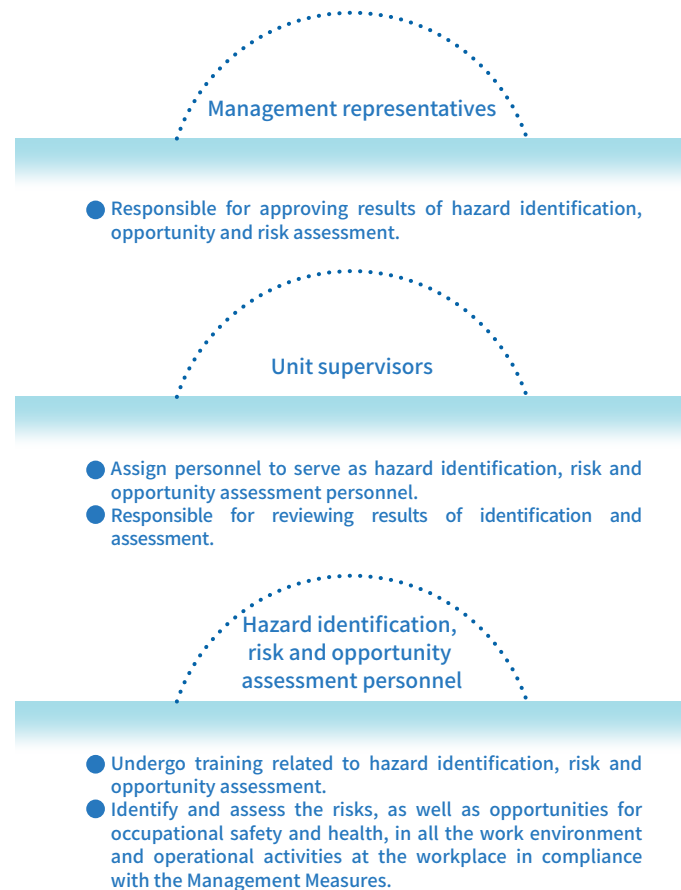 Management representatives
● Responsible for approving results of hazard identification,
opportunity and risk assessment.
Unit supervisors
● Assign personnel to serve as hazard identification, risk and
opportunity assessment personnel.
● Responsible for reviewing results of identification and
assessment.
Hazard identification,
risk and opportunity
assessment personnel
● Undergo training related to hazard identification, risk and
opportunity assessment.
● Identify and assess the risks, as well as opportunities for
occupational safety and health, in all the work environment
and operational activities at the workplace in compliance
with the Management Measures.